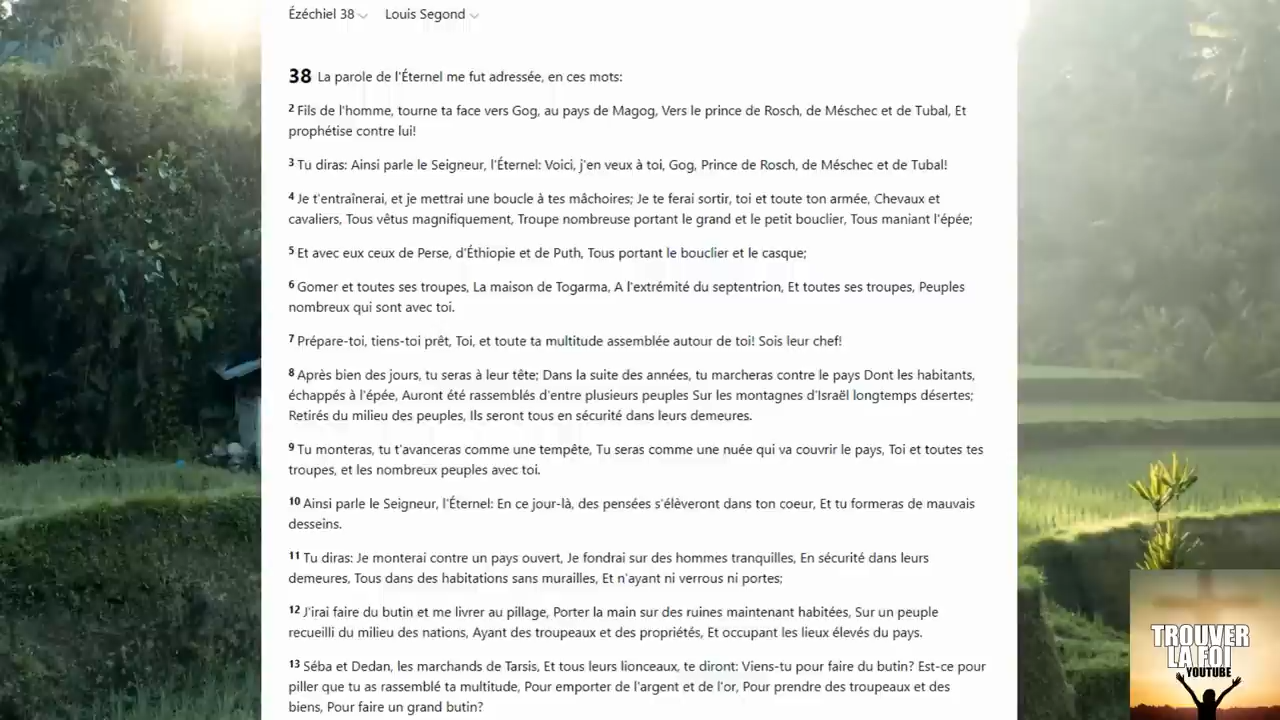 Ézéchiel 38 Louis Segond
38 La parole de l'Éternel me fut adressée, en ces mots:
2 Fils de l'homme, tourne ta face vers Gog, au pays de Magog, Vers le prince de Rosch, de Méschec et de Tubal, Et
prophétise contre lui!
3 Tu diras: Ainsi parle le Seigneur, l'Éternel: Voici, j'en veux à toi, Gog, Prince de Rosch, de Méschec et de Tubal!
4 Je t'entraînerai, et je mettrai une boucle à tes mâchoires; Je te ferai sortir, toi et toute ton armée, Chevaux et
cavaliers, Tous vêtus magnifiquement, Troupe nombreuse portant le grand et le petit bouclier, Tous maniant l'épée;
5 Et avec eux ceux de Perse, d'Éthiopie et de Puth, Tous portant le bouclier et le casque;
6 Gomer et toutes ses troupes, La maison de Togarma, A l'extrémité du septentrion, Et toutes ses troupes, Peuples
nombreux qui sont avec toi.
7 Prépare-toi, tiens-toi prêt, Toi, et toute ta multitude assemblée autour de toi! Sois leur chef!
8 Après bien des jours, tu seras à leur tête; Dans la suite des années, tu marcheras contre le pays Dont les habitants,
échappés à l'épée, Auront été rassemblés d'entre plusieurs peuples Sur les montagnes d'Israël longtemps désertes;
Retirés du milieu des peuples, Ils seront tous en sécurité dans leurs demeures.
9 Tu monteras, tu t'avanceras comme une tempête, Tu seras comme une nuée qui va couvrir le pays, Toi et toutes tes
troupes, et les nombreux peuples avec toi.
10 Ainsi parle le Seigneur, l'Éternel: En ce jour-là, des pensées s'élèveront dans ton coeur, Et tu formeras de mauvais
desseins.
11 Tu diras: Je monterai contre un pays ouvert, Je fondrai sur des hommes tranquilles, En sécurité dans leurs
demeures, Tous dans des habitations sans murailles, Et n'ayant ni verrous ni portes;
12 J'irai faire du butin et me livrer au pillage, Porter la main sur des ruines maintenant habitées, Sur un peuple
recueilli du milieu des nations, Ayant des troupeaux et des propriétés, Et occupant les lieux élevés du pays.
13 Séba et Dedan, les marchands de Tarsis, Et tous leurs lionceaux, te diront: Viens-tu pour faire du butin? Est-ce pour
piller que tu as rassemblé ta multitude, Pour emporter de l'argent et de l'or, Pour prendre des troupeaux et des
biens, Pour faire un grand butin?
TROUVER
LA FOI
YOUTUBE